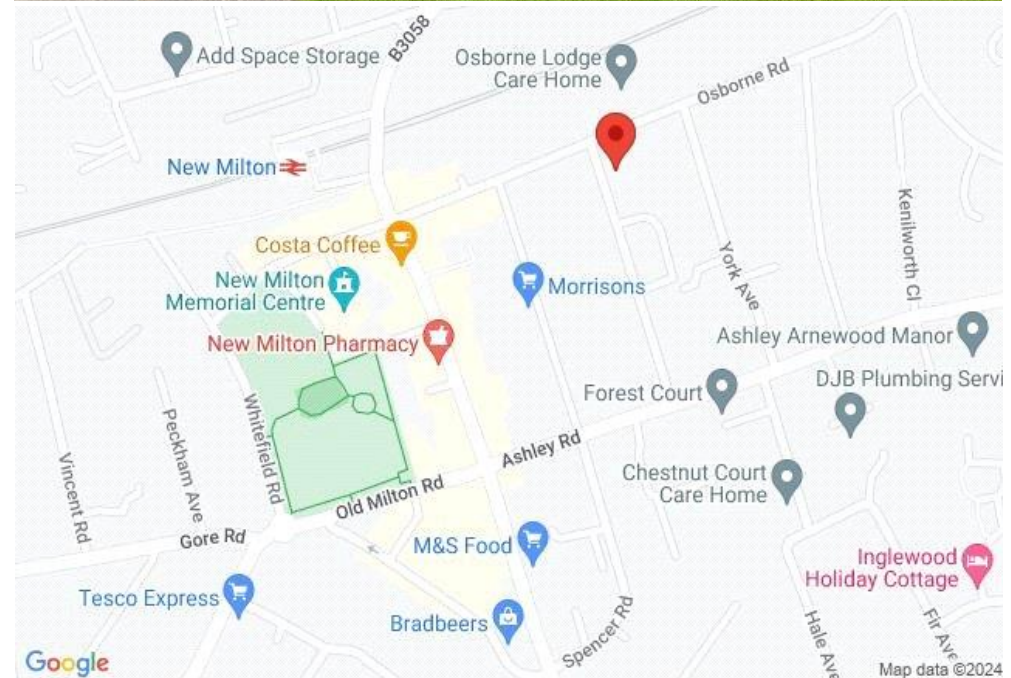 Add Space Storage
B3058
Osborne Lodge
Care Home
Osborne Rd
New Milton
Costa Coffee
New Milton
Memorial Centre
Morrisons
York Ave
Kenilworth Cl
New Milton Pharmacy
Ashley Arnewood Manor
Forest Court
DJB Plumbing Servi
Peckham Ave
Whitefield Rd
Vincent Rd
Ashley Rd
Old Milton Rd
Chestnut Court
Care Home
Gore Rd
M&S Food
Inglewood
Holiday Cottage
Tesco Express
Bradbeers
Spencer Rd
Hale Ave
Fir Ave
Google
Map data ©2024